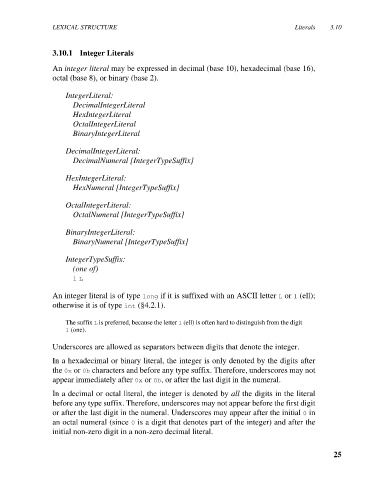 LEXICAL STRUCTURE Literals 3.10
3.10.1 Integer Literals
An integer literal may be expressed in decimal (base 10), hexadecimal (base 16),
octal (base 8), or binary (base 2).
IntegerLiteral:
DecimalIntegerLiteral
HexIntegerLiteral
OctalIntegerLiteral
BinaryIntegerLiteral
DecimalIntegerLiteral:
DecimalNumeral [IntegerTypeSuffix]
HexIntegerLiteral:
HexNumeral [IntegerTypeSuffix]
OctalIntegerLiteral:
OctalNumeral [IntegerTypeSuffix]
BinaryIntegerLiteral:
BinaryNumeral [IntegerTypeSuffix]
IntegerTypeSuffix:
(one of)
l L
An integer literal is of type long if it is suffixed with an ASCII letter L or l (ell);
otherwise it is of type int (§4.2.1).
The suffix L is preferred, because the letter l (ell) is often hard to distinguish from the digit
1 (one).
Underscores are allowed as separators between digits that denote the integer.
In a hexadecimal or binary literal, the integer is only denoted by the digits after
the 0x or 0b characters and before any type suffix. Therefore, underscores may not
appear immediately after 0x or 0b, or after the last digit in the numeral.
In a decimal or octal literal, the integer is denoted by all the digits in the literal
before any type suffix. Therefore, underscores may not appear before the first digit
or after the last digit in the numeral. Underscores may appear after the initial 0 in
an octal numeral (since 0 is a digit that denotes part of the integer) and after the
initial non-zero digit in a non-zero decimal literal.
25